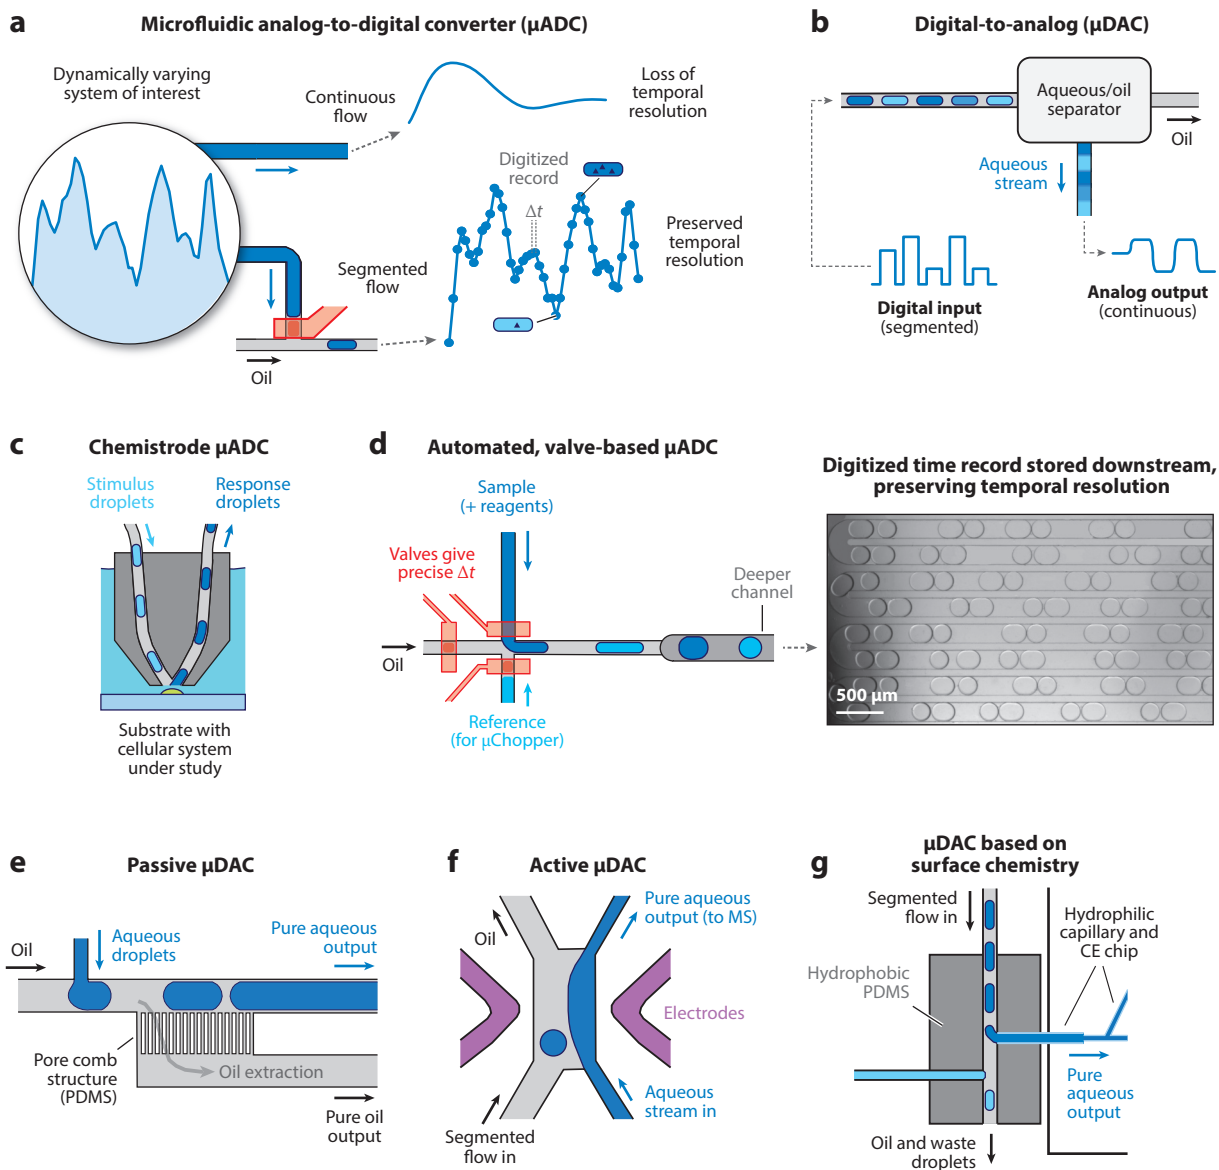 a
Microfluidic analog-to-digital converter (µADC)
Dynamically varying
system of interest
Continuous
flow
Loss of
temporal
resolution
Digitized
record
Δt
Preserved
temporal
resolution
Segmented
flow
Oil
b
Digital-to-analog (µDAC)
Aqueous/oil
separator
Oil
Aqueous
stream
Digital input
(segmented)
Analog output
(continuous)
c
Chemistrode µADC
Stimulus
droplets
Response
droplets
Substrate with
cellular system
under study
d
Automated, valve-based µADC
Sample
(+ reagents)
Valves give
precise Δt
Oil
Reference
(for µChopper)
Deeper
channel
Digitized time record stored downstream,
preserving temporal resolution
500 µm
e
Passive µDAC
Oil
Aqueous
droplets
Pure aqueous
output
Pore comb
structure
(PDMS)
Oil extraction
Pure oil
output
f
Active µDAC
Oil
Pure aqueous
output (to MS)
Electrodes
Aqueous
stream in
Segmented
flow in
g
µDAC based on
surface chemistry
Segmented
flow in
Hydrophilic
capillary and
CE chip
Hydrophobic
PDMS
Pure
aqueous
output
Oil and waste
droplets